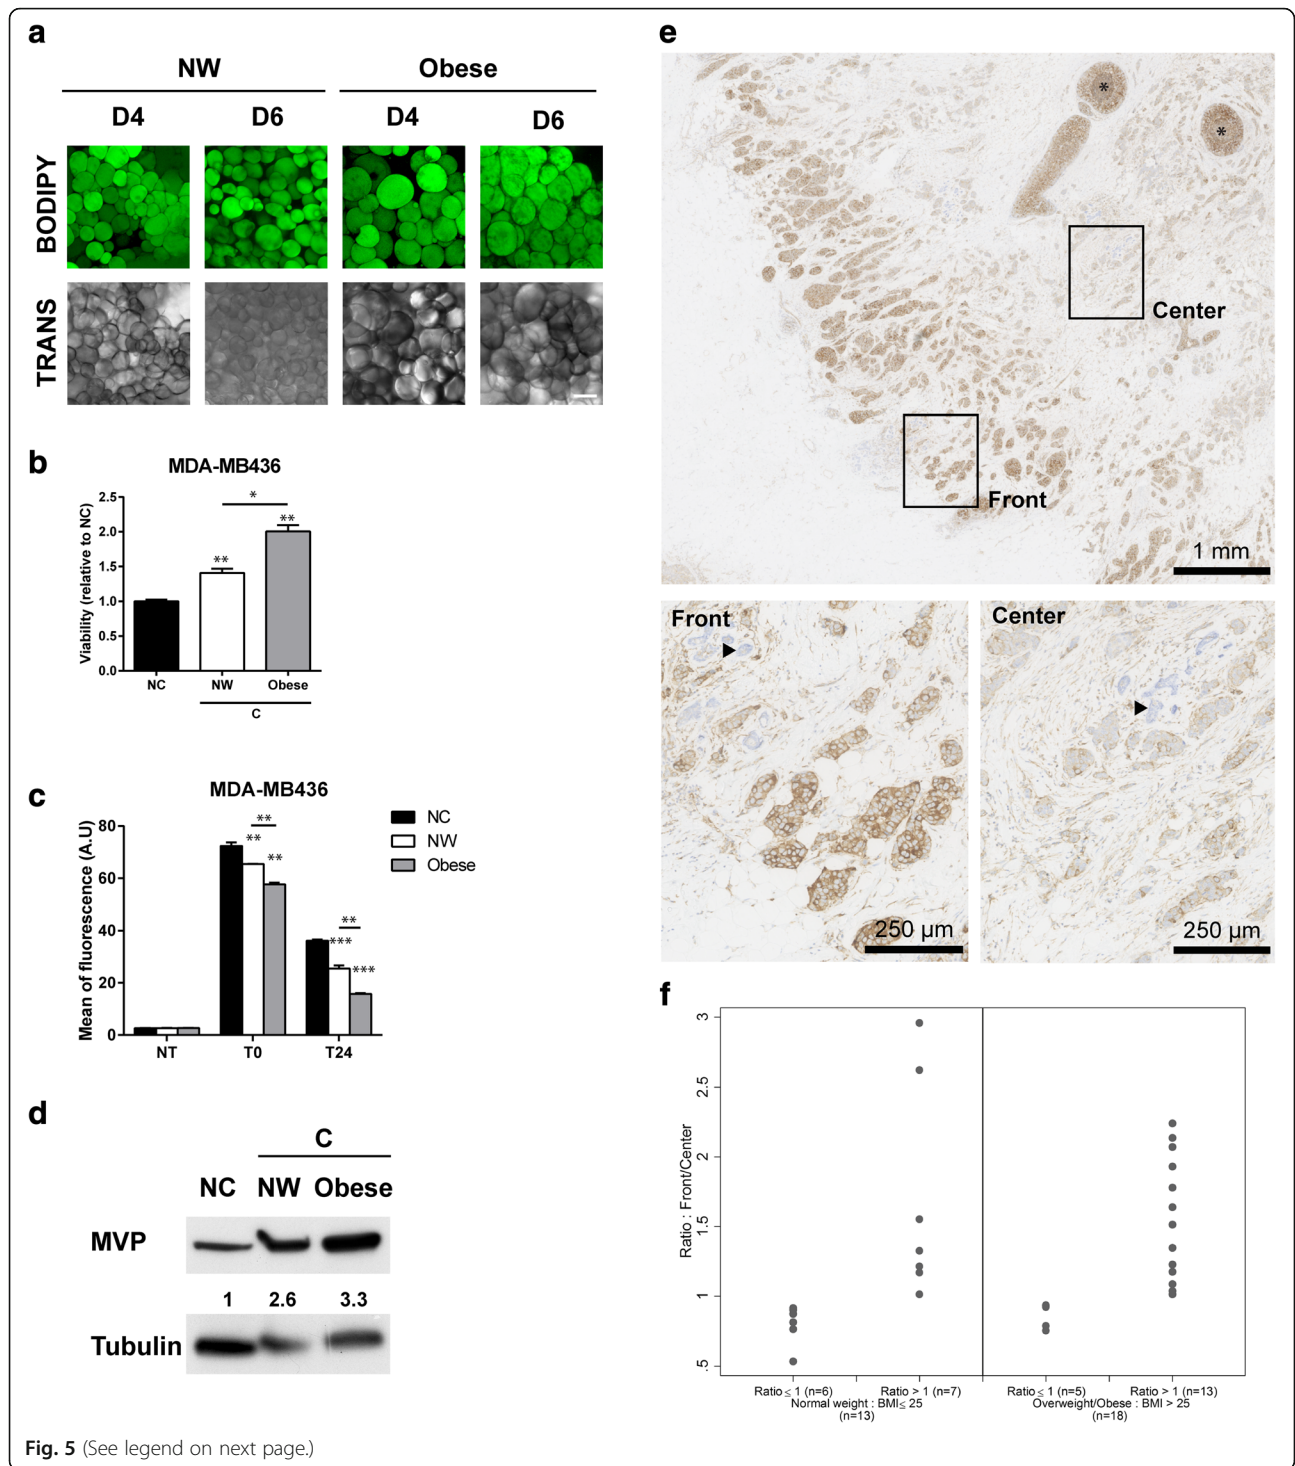 a
NW
Obese
D4
D6
D4
D6
BODIPY
TRANS
b
MDA-MB436
Viability (relative to NC)
2.5
2.0
1.5
1.0
0.5
0.0
*
**
**
NC
NW
Obese
C
c
MDA-MB436
Mean of fluorescence (A.U)
80
60
40
20
0
**
**
**
**
***
***
NT
T0
T24
NC
NW
Obese
d
C
NC
NW
Obese
MVP
1
2.6
3.3
Tubulin
e
*
*
Center
Front
1 mm
Front
250 µm
Center
250 µm
f
Ratio : Front/Center
3
2.5
2
1.5
1
.5
Ratio ≤ 1 (n=6)
Ratio > 1 (n=7)
Normal weight : BMI ≤ 25
(n=13)
Ratio ≤ 1 (n=5)
Ratio > 1 (n=13)
Overweight/Obese : BMI > 25
(n=18)
Fig. 5 (See legend on next page.)